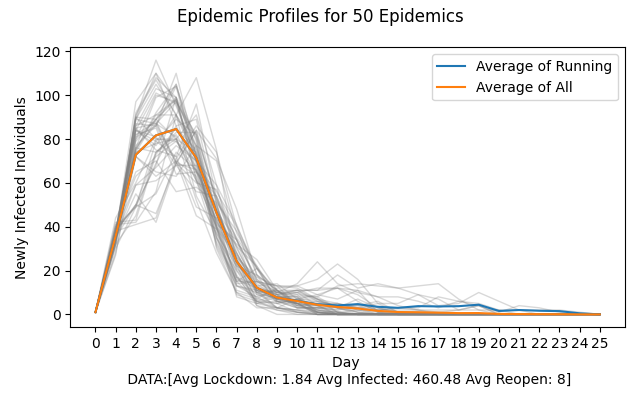 Epidemic Profiles for 50 Epidemics
120
100
80
60
40
20
0
Newly Infected Individuals
Average of Running
Average of All
0 1 2 3 4 5 6 7 8 9 10 11 12 13 14 15 16 17 18 19 20 21 22 23 24 25
Day
DATA:[Avg Lockdown: 1.84 Avg Infected: 460.48 Avg Reopen: 8]